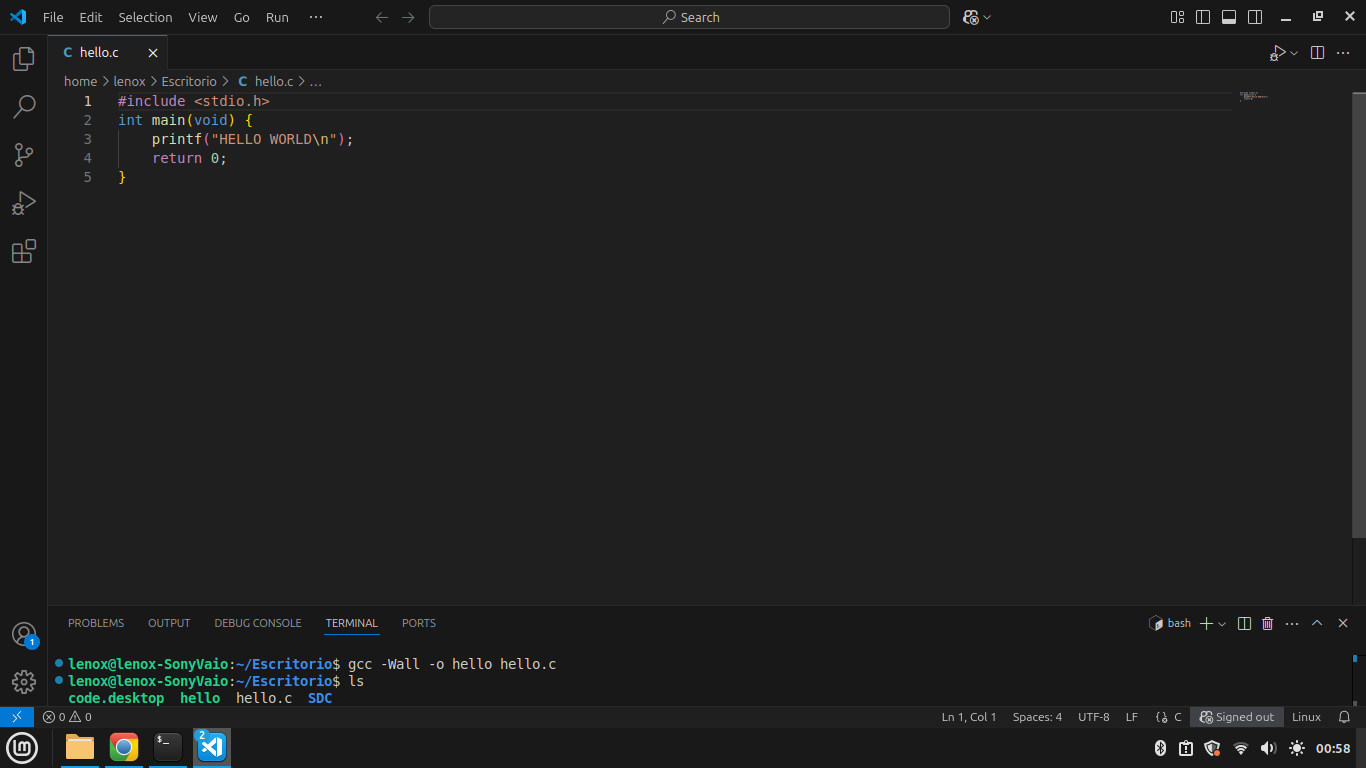 File Edit Selection View Go Run ...
Search
C hello.c
home > lenox > Escritorio > C hello.c > ...
1 #include <stdio.h>
2 int main(void) {
3     printf("HELLO WORLD\n");
4     return 0;
5 }
PROBLEMS OUTPUT DEBUG CONSOLE TERMINAL PORTS
bash
lenox@lenox-SonyVaio:~/Escritorio$ gcc -Wall -o hello hello.c
lenox@lenox-SonyVaio:~/Escritorio$ ls
code.desktop  hello  hello.c  SDC
1
0 0
Ln 1, Col 1 Spaces: 4 UTF-8 LF {} C Signed out Linux
$_
2
00:58